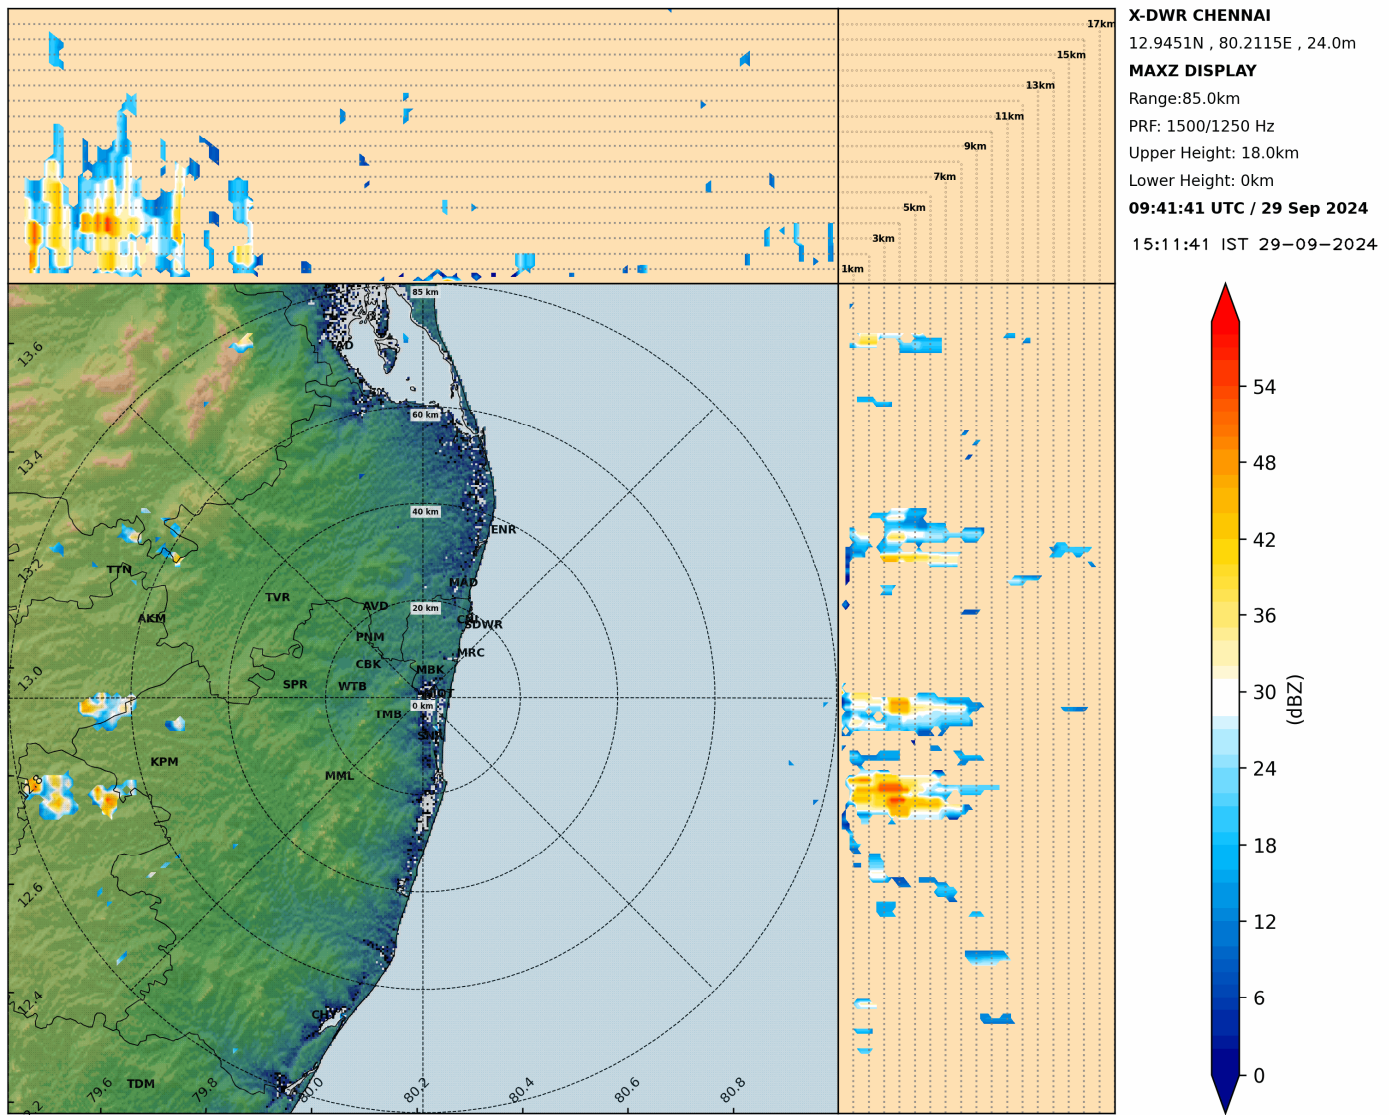 X-DWR CHENNAI
12.9451N , 80.2115E , 24.0m
MAXZ DISPLAY
Range:85.0km
PRF: 1500/1250 Hz
Upper Height: 18.0km
Lower Height: 0km
09:41:41 UTC / 29 Sep 2024
15:11:41 IST 29-09-2024
17km
15km
13km
11km
9km
7km
5km
3km
1km
85 km
60 km
40 km
20 km
0 km
13.6
13.4
13.2
13.0
12.6
12.4
79.6
79.8
80.0
80.2
80.4
80.6
80.8
ENR
TTN
MAD
TVR
AVD
AKM
SDWR
PNM
MRC
CBK
MBK
SPR
WTB
TMB
KPM
MML
TDM
54
48
42
36
30
24
18
12
6
0
(dBZ)